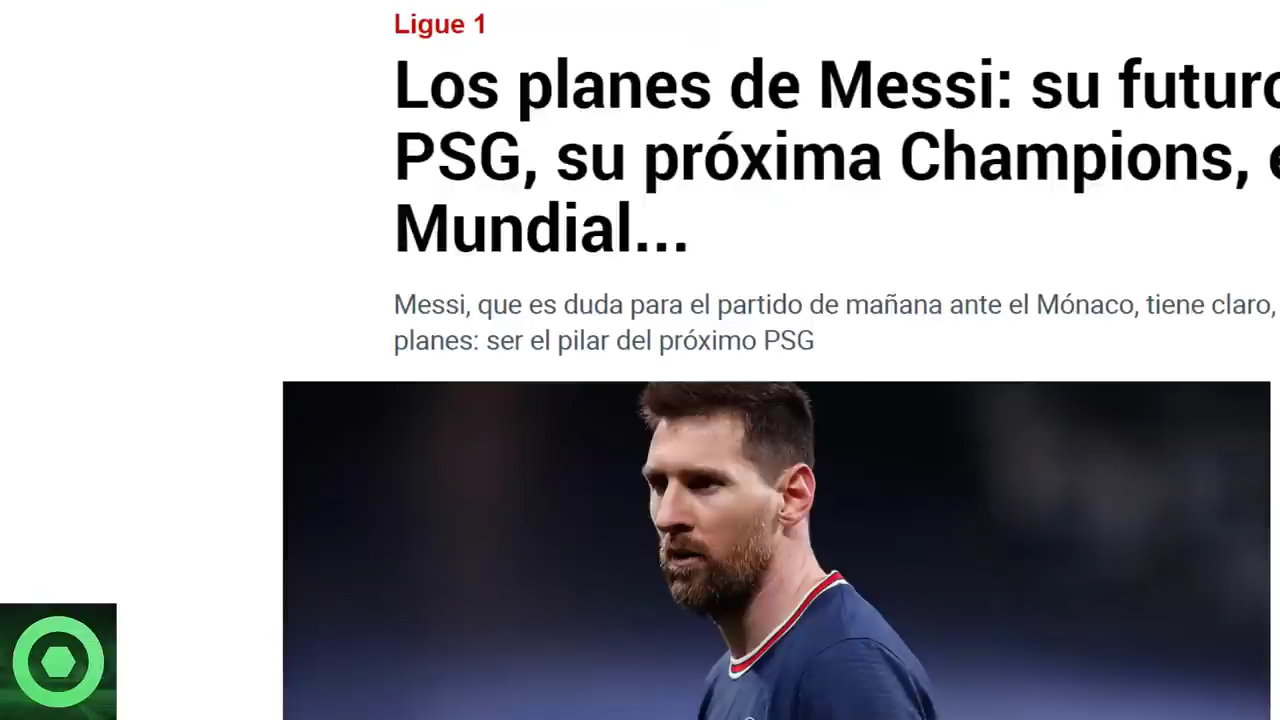 Ligue 1
Los planes de Messi: su futuro
PSG, su próxima Champions, e
Mundial...
Messi, que es duda para el partido de mañana ante el Mónaco, tiene claro,
planes: ser el pilar del próximo PSG